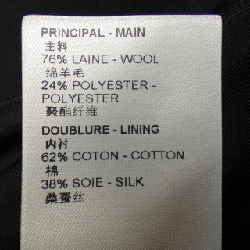 PRINCIPAL - MAIN
主料
76% LAINE - WOOL
绵羊毛
24% POLYESTER -
POLYESTER
聚酯纤维
DOUBLURE - LINING
内衬
62% COTON - COTTON
棉
38% SOIE - SILK
桑蚕丝